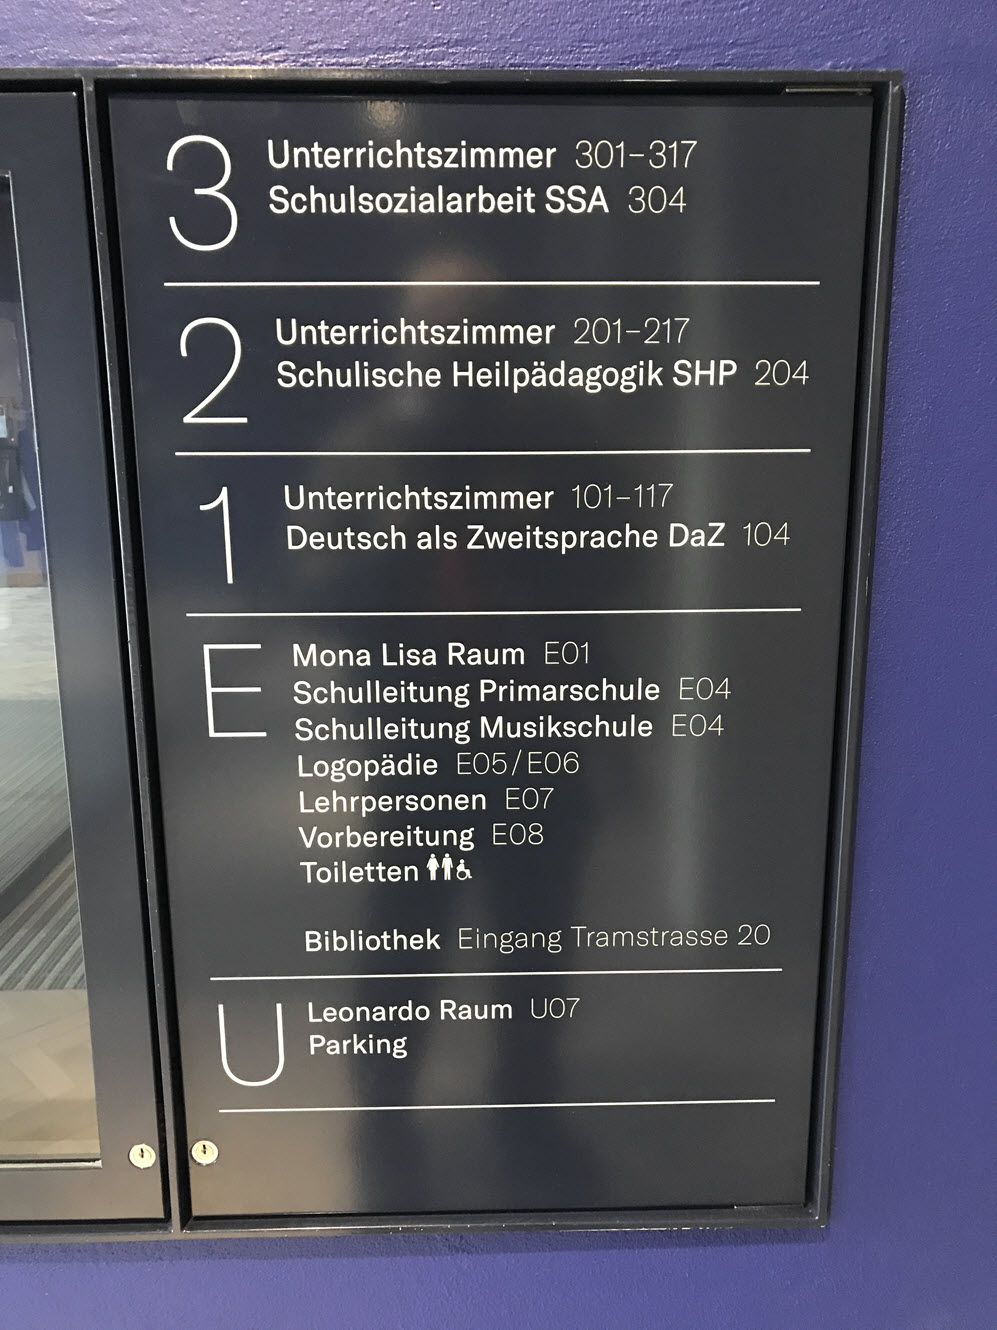 3
Unterrichtszimmer 301–317
Schulsozialarbeit SSA 304
2
Unterrichtszimmer 201–217
Schulische Heilpädagogik SHP 204
1
Unterrichtszimmer 101–117
Deutsch als Zweitsprache DaZ 104
E
Mona Lisa Raum E01
Schulleitung Primarschule E04
Schulleitung Musikschule E04
Logopädie E05/E06
Lehrpersonen E07
Vorbereitung E08
Toiletten
Bibliothek Eingang Tramstrasse 20
U
Leonardo Raum U07
Parking